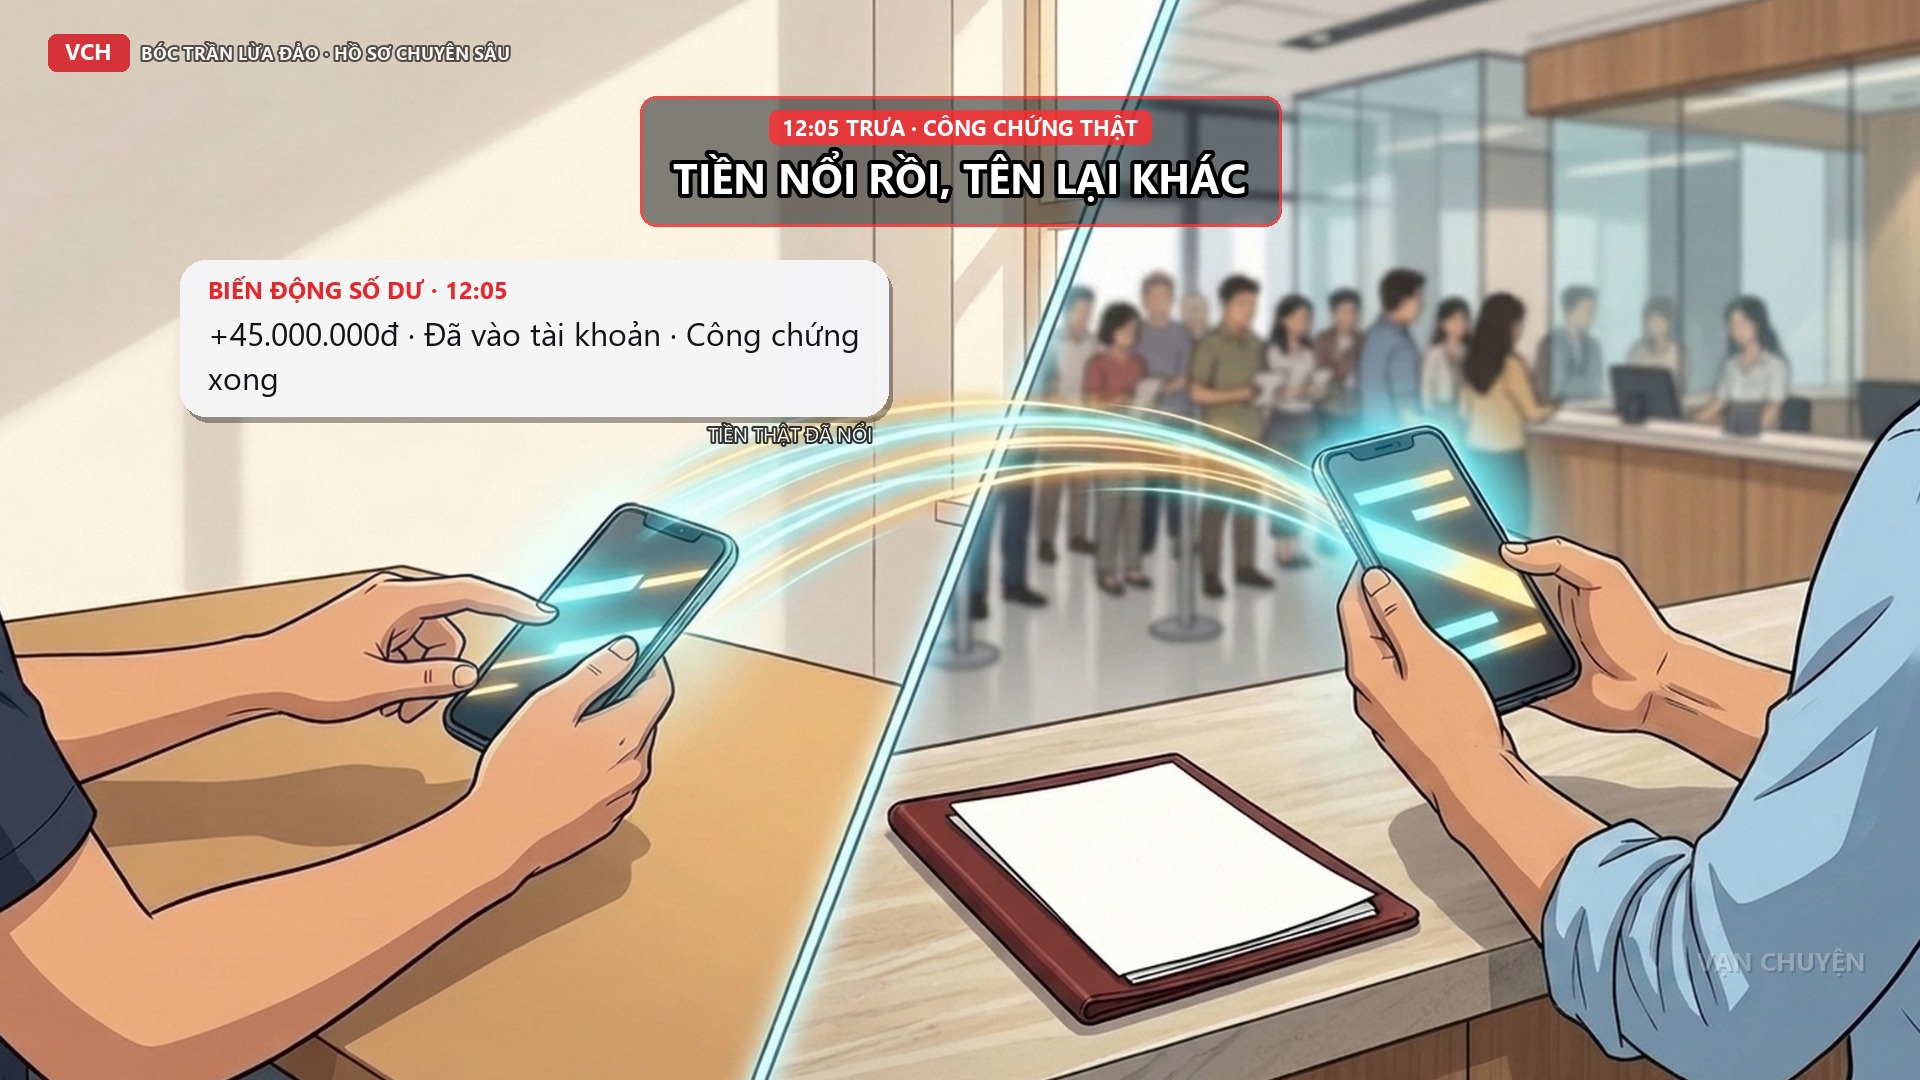 VCH BÓC TRẦN LỪA ĐẢO · HỒ SƠ CHUYÊN SÂU
12:05 TRƯA · CÔNG CHỨNG THẬT
TIỀN NỔI RỒI, TÊN LẠI KHÁC
BIẾN ĐỘNG SỐ DƯ · 12:05
+45.000.000đ · Đã vào tài khoản · Công chứng
xong
TIỀN THẬT ĐÃ NỔI
VẠN CHUYỆN